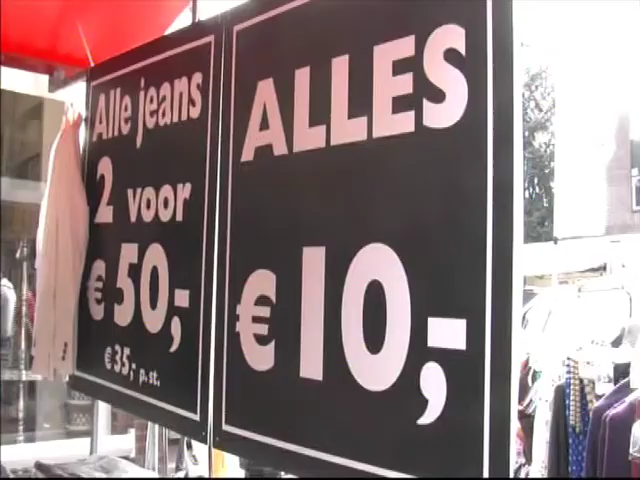 Alle jeans
2 voor
€ 50,-
€ 35,- p.st.
ALLES
€ 10,-